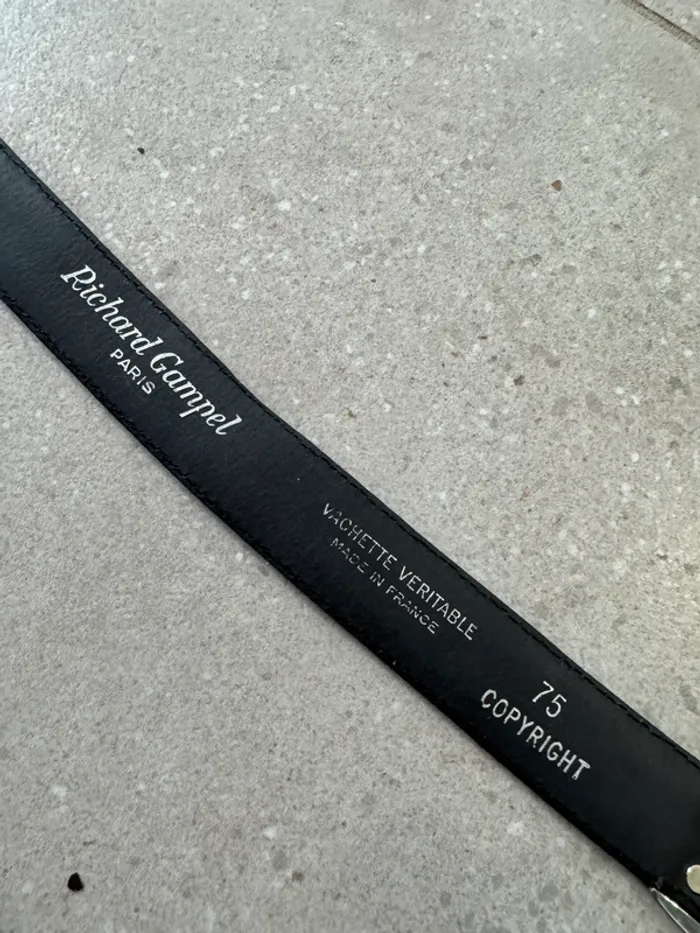 Richard Gampel
PARIS
VACHETTE VERITABLE
MADE IN FRANCE
75
COPYRIGHT